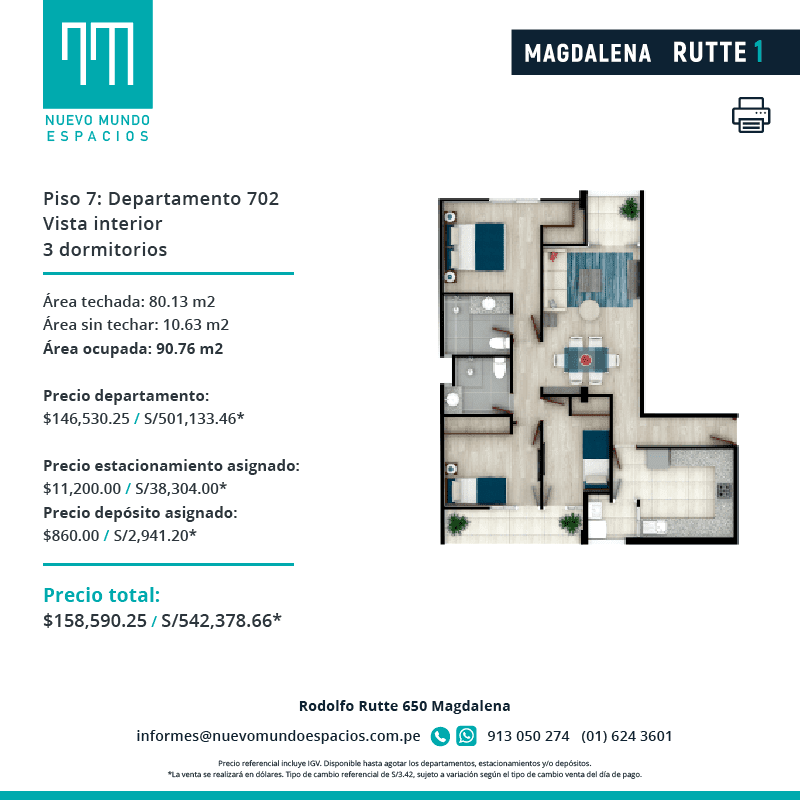 NUEVO MUNDO
ESPACIOS
MAGDALENA RUTTE 1
Piso 7: Departamento 702
Vista interior
3 dormitorios
Área techada: 80.13 m2
Área sin techar: 10.63 m2
Área ocupada: 90.76 m2
Precio departamento:
$146,530.25 / S/501,133.46*
Precio estacionamiento asignado:
$11,200.00 / S/38,304.00*
Precio depósito asignado:
$860.00 / S/2,941.20*
Precio total:
$158,590.25 / S/542,378.66*
Rodolfo Rutte 650 Magdalena
informes@nuevomundoespacios.com.pe 913 050 274 (01) 624 3601
Precio referencial incluye IGV. Disponible hasta agotar los departamentos, estacionamientos y/o depósitos.
*La venta se realizará en dólares. Tipo de cambio referencial de S/3.42, sujeto a variación según el tipo de cambio venta del día de pago.